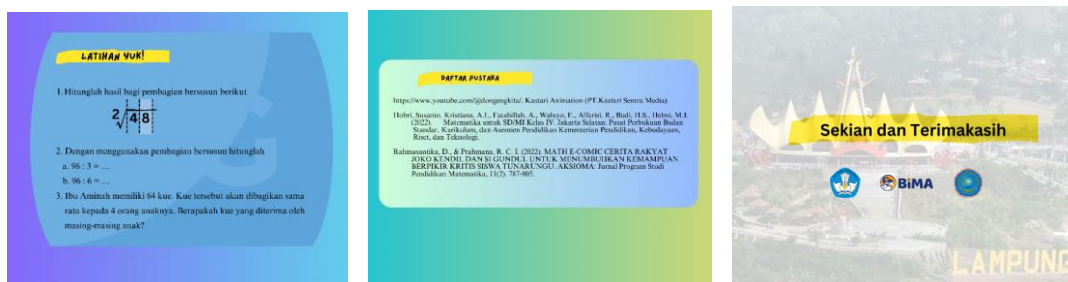 LATIHAN YUK!
1. Hitunglah hasil bagi pembagian bersusun berikut
2 48
2. Dengan menggunakan pembagian bersusun hitunglah
a. 96 : 3 = ...
b. 96 : 6 = ...
3. Ibu Aminah memiliki 64 kue. Kue tersebut akan dibagikan sama
rata kepada 4 orang anaknya. Berapakah kue yang diterima oleh
masing-masing anak?
DAFTAR PUSTAKA
https://www.youtube.com/@dongengkita/. Kastari Animation (PT.Kastari Sentra Media)
Hobri, Susanto, Kristiana, A.I., Fatahillah, A., Waluyo, E., Alfarisi, R., Budi, H.S., Helmi, M.I.
(2022). Matematika untuk SD/MI Kelas IV. Jakarta Selatan: Pusat Perbukuan Badan
Standar, Kurikulum, dan Asesmen Pendidikan Kementerian Pendidikan, Kebudayaan,
Riset, dan Teknologi.
Rahmasantika, D., & Prahmana, R. C. I. (2022). MATH E-COMIC CERITA RAKYAT
JOKO KENDIL DAN SI GUNDUL UNTUK MENUMBUHKAN KEMAMPUAN
BERPIKIR KRITIS SISWA TUNARUNGU. AKSIOMA: Jurnal Program Studi
Pendidikan Matematika, 11(2). 787-805.
Sekian dan Terimakasih
BIMA
LAMPUNG